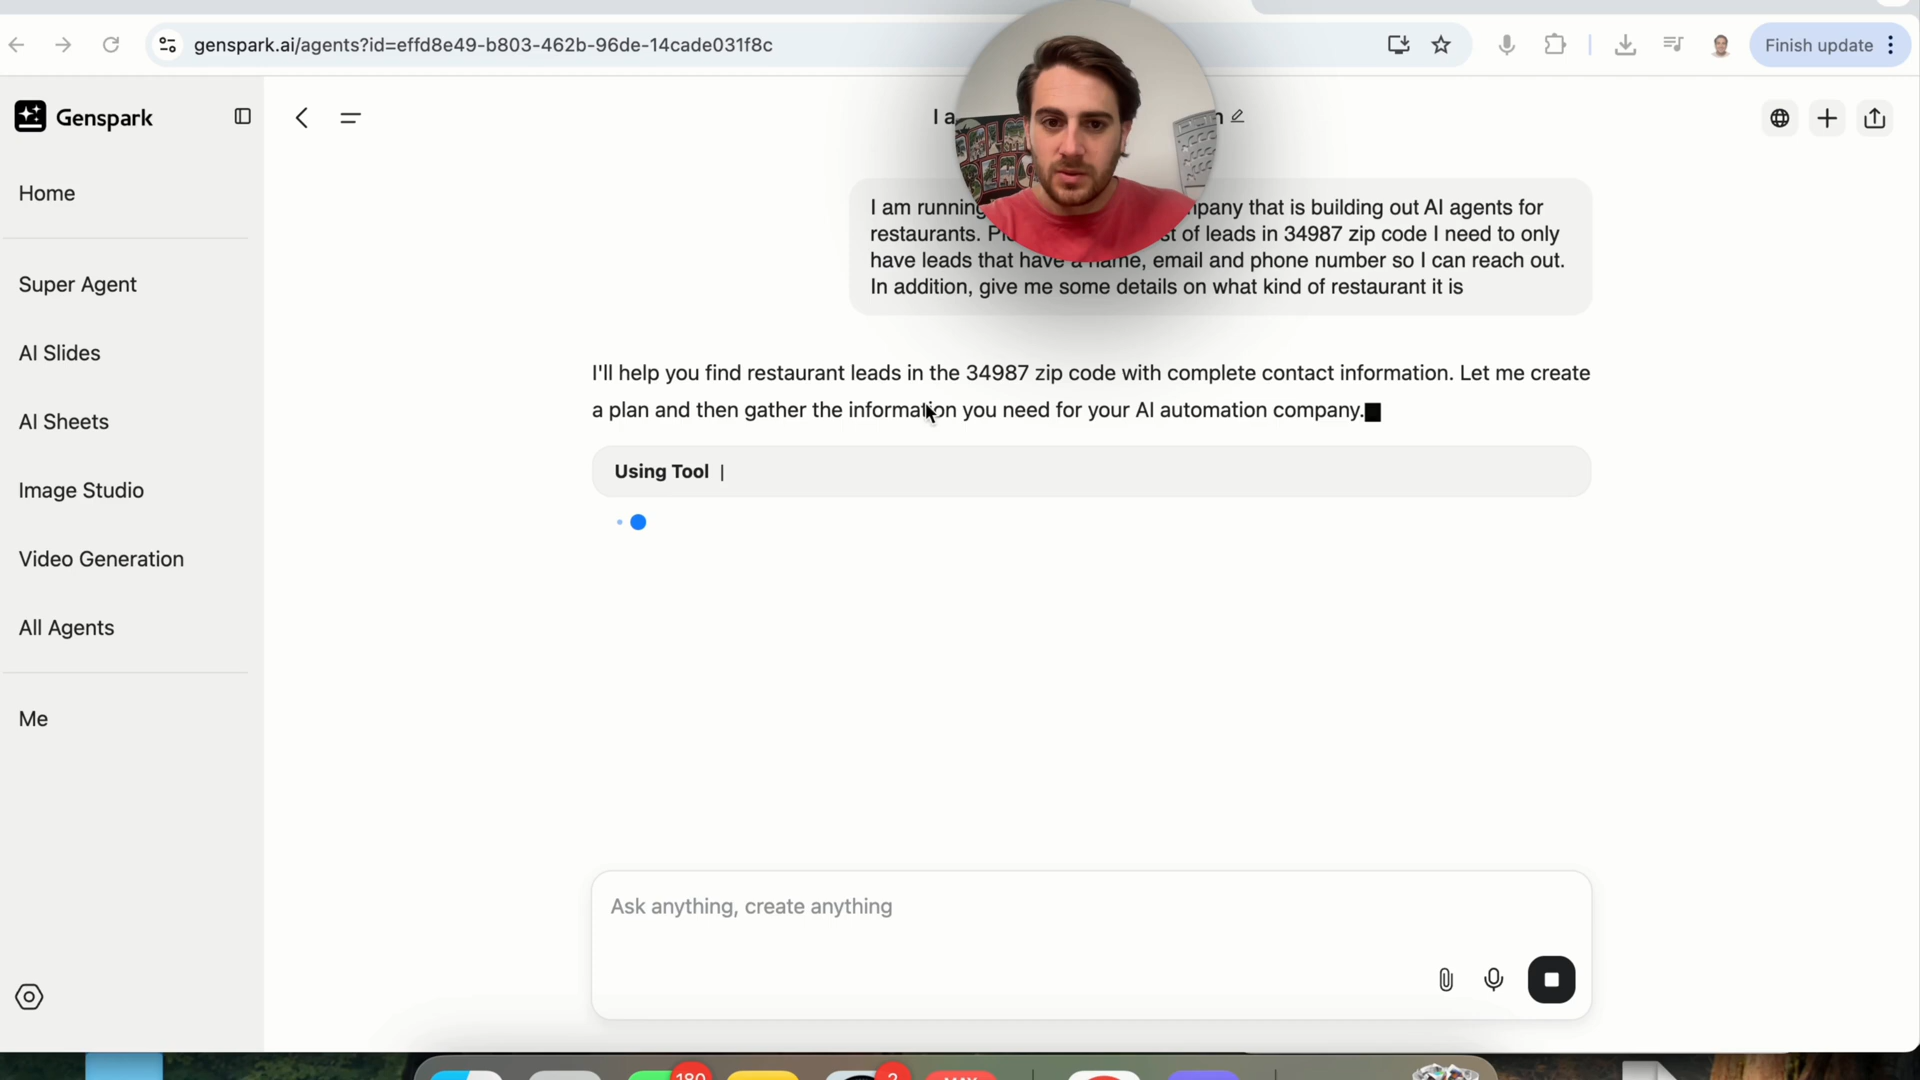 genspark.ai/agents?id=effd8e49-b803-462b-96de-14cade031f8c
Finish update
Genspark
I a
n
Home
Super Agent
AI Slides
AI Sheets
Image Studio
Video Generation
All Agents
Me
I am running mpany that is building out AI agents for
restaurants. st of leads in 34987 zip code I need to only
have leads that have a name, email and phone number so I can reach out.
In addition, give me some details on what kind of restaurant it is
I'll help you find restaurant leads in the 34987 zip code with complete contact information. Let me create
a plan and then gather the information you need for your AI automation company.
Using Tool |
Ask anything, create anything
180
2